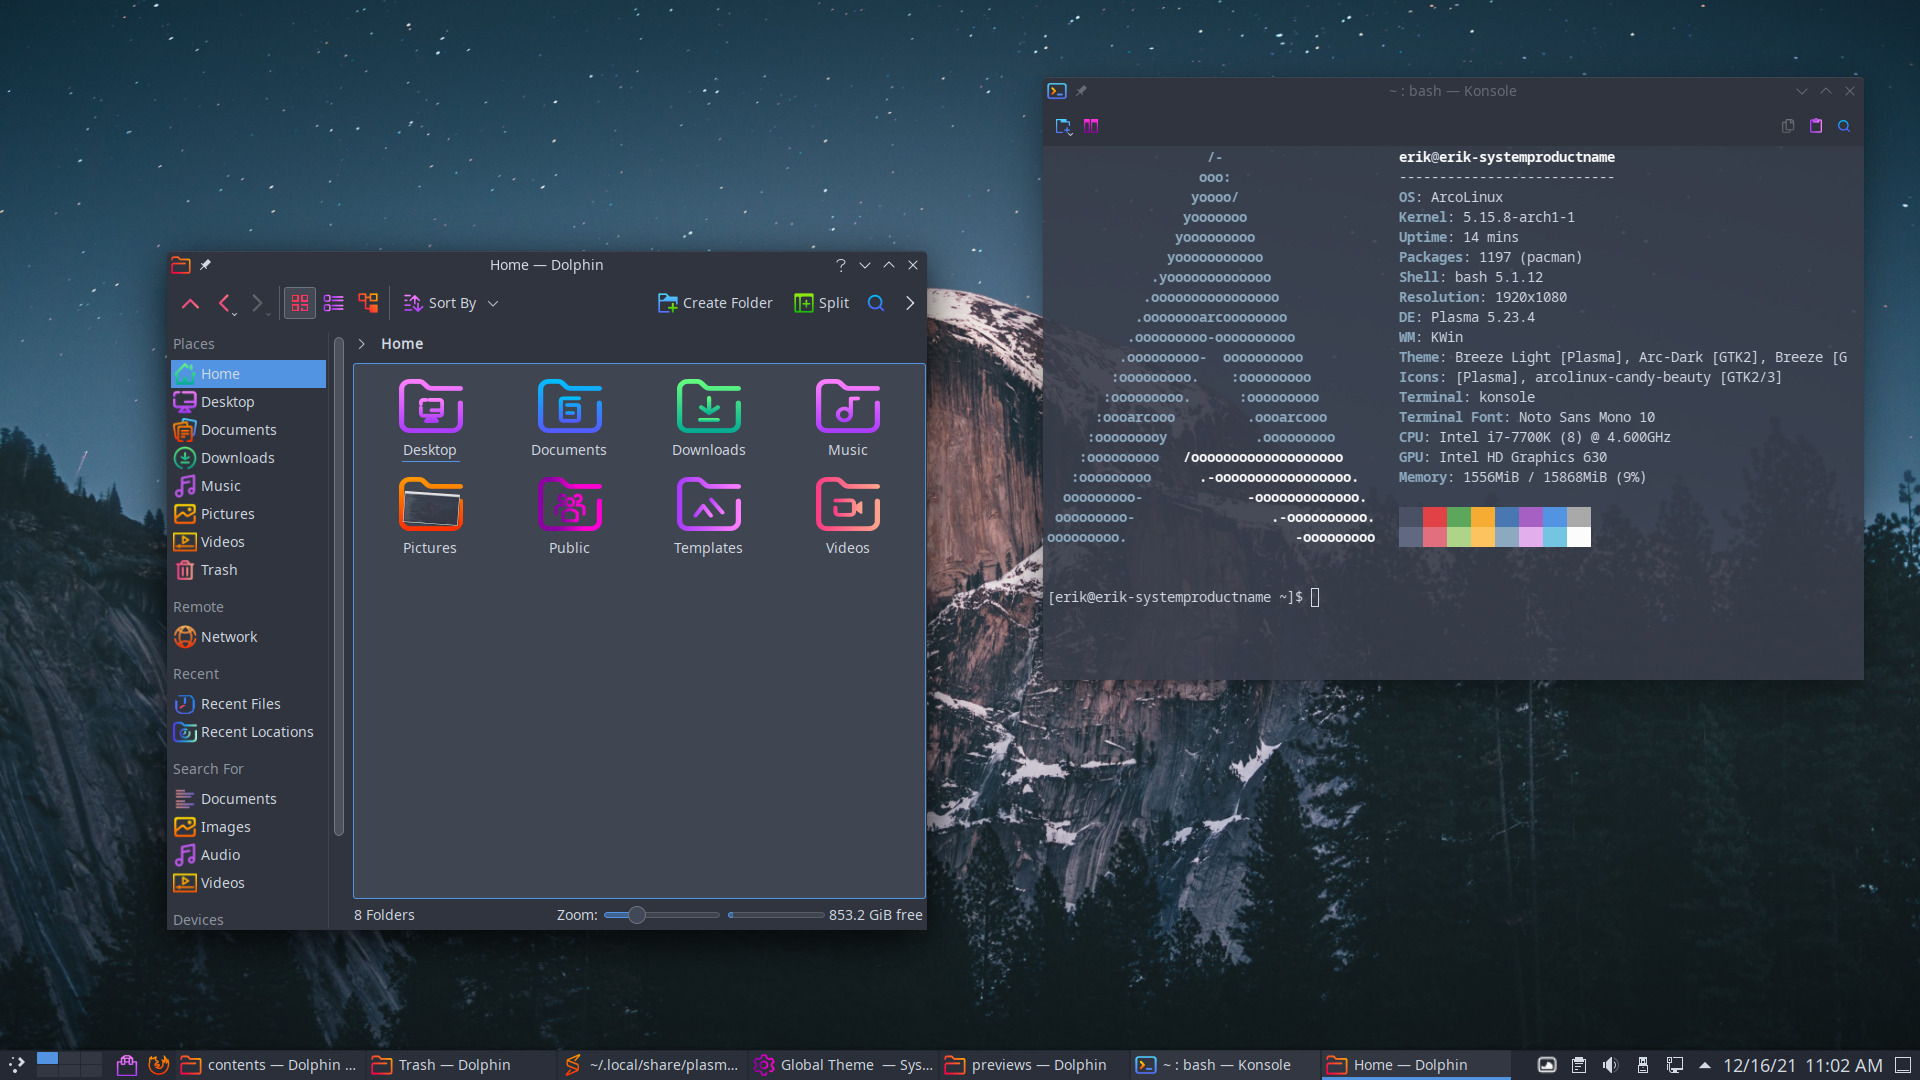 Home — Dolphin
Sort By
Create Folder
Split
Places
Home
Desktop
Documents
Downloads
Music
Pictures
Videos
Trash
Remote
Network
Recent
Recent Files
Recent Locations
Search For
Documents
Images
Audio
Videos
Devices
Home
Desktop
Documents
Downloads
Music
Pictures
Public
Templates
Videos
8 Folders
Zoom:
853.2 GiB free
~ : bash — Konsole
/-
ooo:
yoooo/
yooooooo
yooooooooo
yooooooooooo
.yooooooooooooo
.oooooooooooooooo
.ooooooooarcoooooooo
.ooooooooo-oooooooooo
.ooooooooo-  oooooooooo
:ooooooooo.    :ooooooooo
:ooooooooo.      :ooooooooo
:oooarcooo         .oooarcooo
:ooooooooy           .ooooooooo
:ooooooooo   /ooooooooooooooooooo
:ooooooooo      .-ooooooooooooooooo.
ooooooooo-             -ooooooooooooo.
ooooooooo-                 .-oooooooooo.
ooooooooo.                     -ooooooooo
erik@erik-systemproductname
---------------------------
OS: ArcoLinux
Kernel: 5.15.8-arch1-1
Uptime: 14 mins
Packages: 1197 (pacman)
Shell: bash 5.1.12
Resolution: 1920x1080
DE: Plasma 5.23.4
WM: KWin
Theme: Breeze Light [Plasma], Arc-Dark [GTK2], Breeze [G
Icons: [Plasma], arcolinux-candy-beauty [GTK2/3]
Terminal: konsole
Terminal Font: Noto Sans Mono 10
CPU: Intel i7-7700K (8) @ 4.600GHz
GPU: Intel HD Graphics 630
Memory: 1556MiB / 15868MiB (9%)
[erik@erik-systemproductname ~]$
contents — Dolphin ...
Trash — Dolphin
~/.local/share/plasm...
Global Theme — Sys...
previews — Dolphin
~ : bash — Konsole
Home — Dolphin
12/16/21 11:02 AM